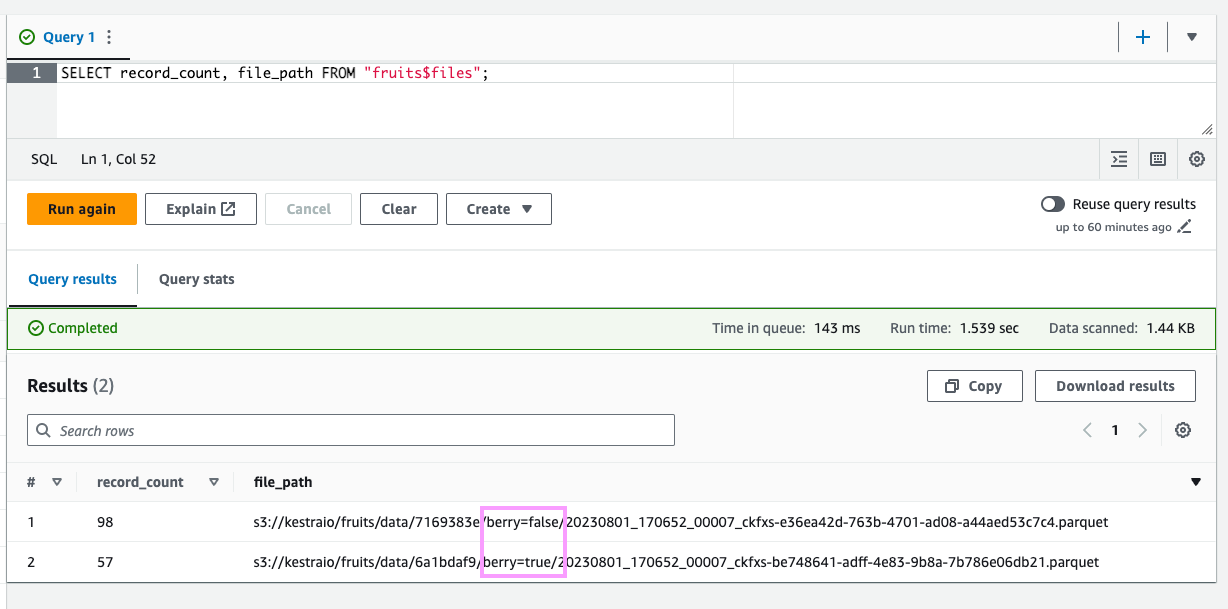 Query 1
1 SELECT record_count, file_path FROM "fruits$files";
SQL Ln 1, Col 52
Run again Explain Cancel Clear Create Reuse query results
up to 60 minutes ago
Query results Query stats
Completed Time in queue: 143 ms Run time: 1.539 sec Data scanned: 1.44 KB
Results (2) Copy Download results
Search rows 1
# record_count file_path
1 98 s3://kestraio/fruits/data/7169383e/berry=false/20230801_170652_00007_ckfxs-e36ea42d-763b-4701-ad08-a44aed53c7c4.parquet
2 57 s3://kestraio/fruits/data/6a1bdaf9/berry=true/20230801_170652_00007_ckfxs-be748641-adff-4e83-9b8a-7b786e06db21.parquet